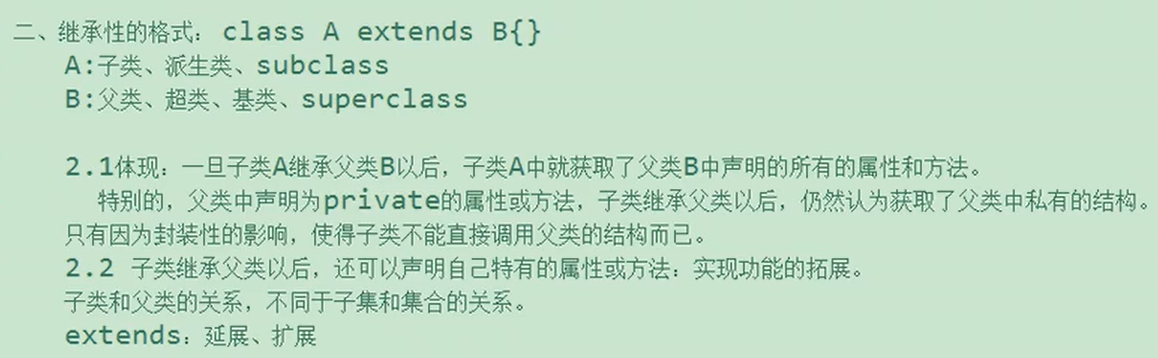 二、继承性的格式: class A extends B{}
A:子类、派生类、subclass
B:父类、超类、基类、superclass
2.1体现：一旦子类A继承父类B以后，子类A中就获取了父类B中声明的所有的属性和方法。
特别的，父类中声明为private的属性或方法，子类继承父类以后，仍然认为获取了父类中私有的结构。
只有因为封装性的影响，使得子类不能直接调用父类的结构而已。
2.2 子类继承父类以后，还可以声明自己特有的属性或方法：实现功能的拓展。
子类和父类的关系，不同于子集和集合的关系。
extends：延展、扩展